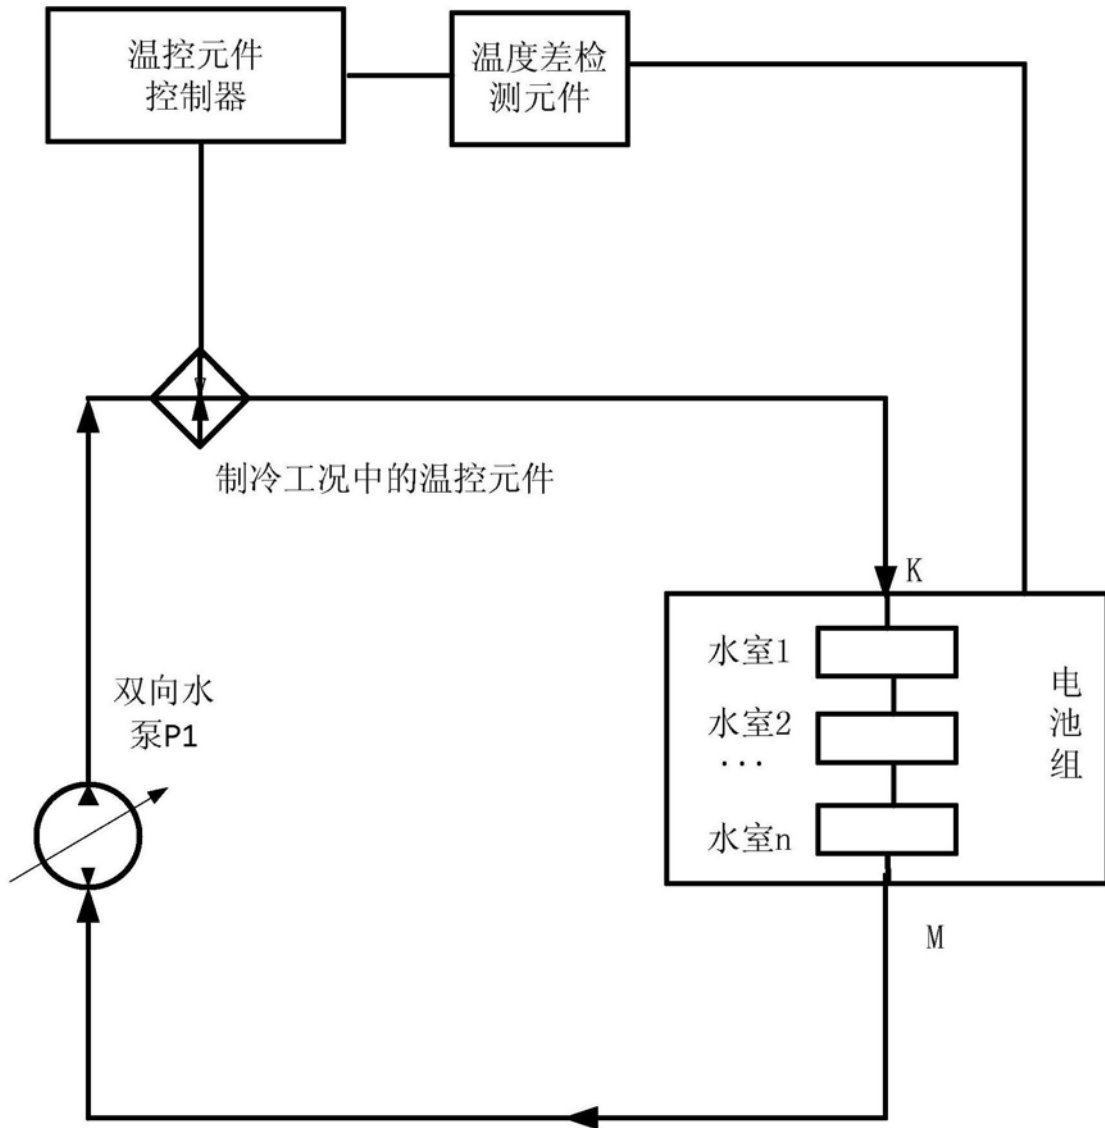 温控元件
控制器
温度差检
测元件
制冷工况中的温控元件
K
水室1
水室2
...
水室n
电
池
组
双向水
泵P1
M